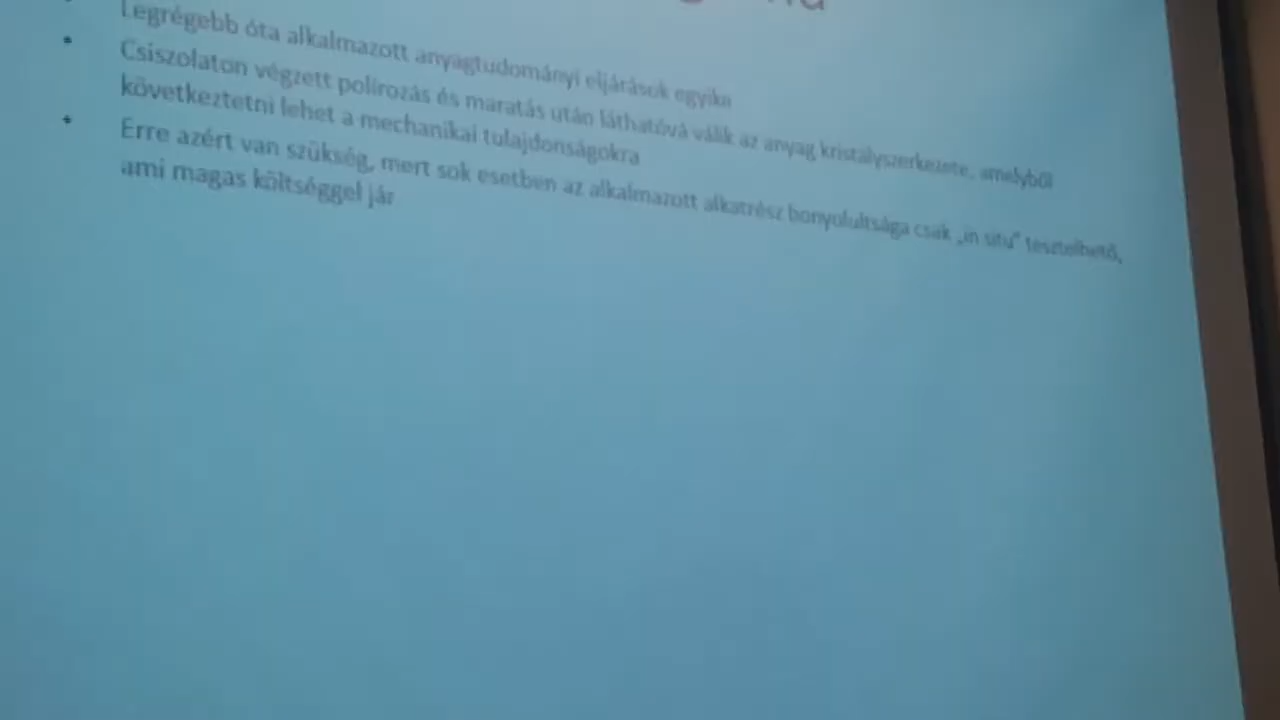 Legrégebb óta alkalmazott anyagtudományi eljárások egyike
• Csiszolaton végzett polírozás és maratás után láthatóvá válik az anyag kristályszerkezete, amelyből
következtetni lehet a mechanikai tulajdonságokra
• Erre azért van szükség, mert sok esetben az alkalmazott alkatrész bonyolultsága csak „in situ” tesztelhető,
ami magas költséggel jár